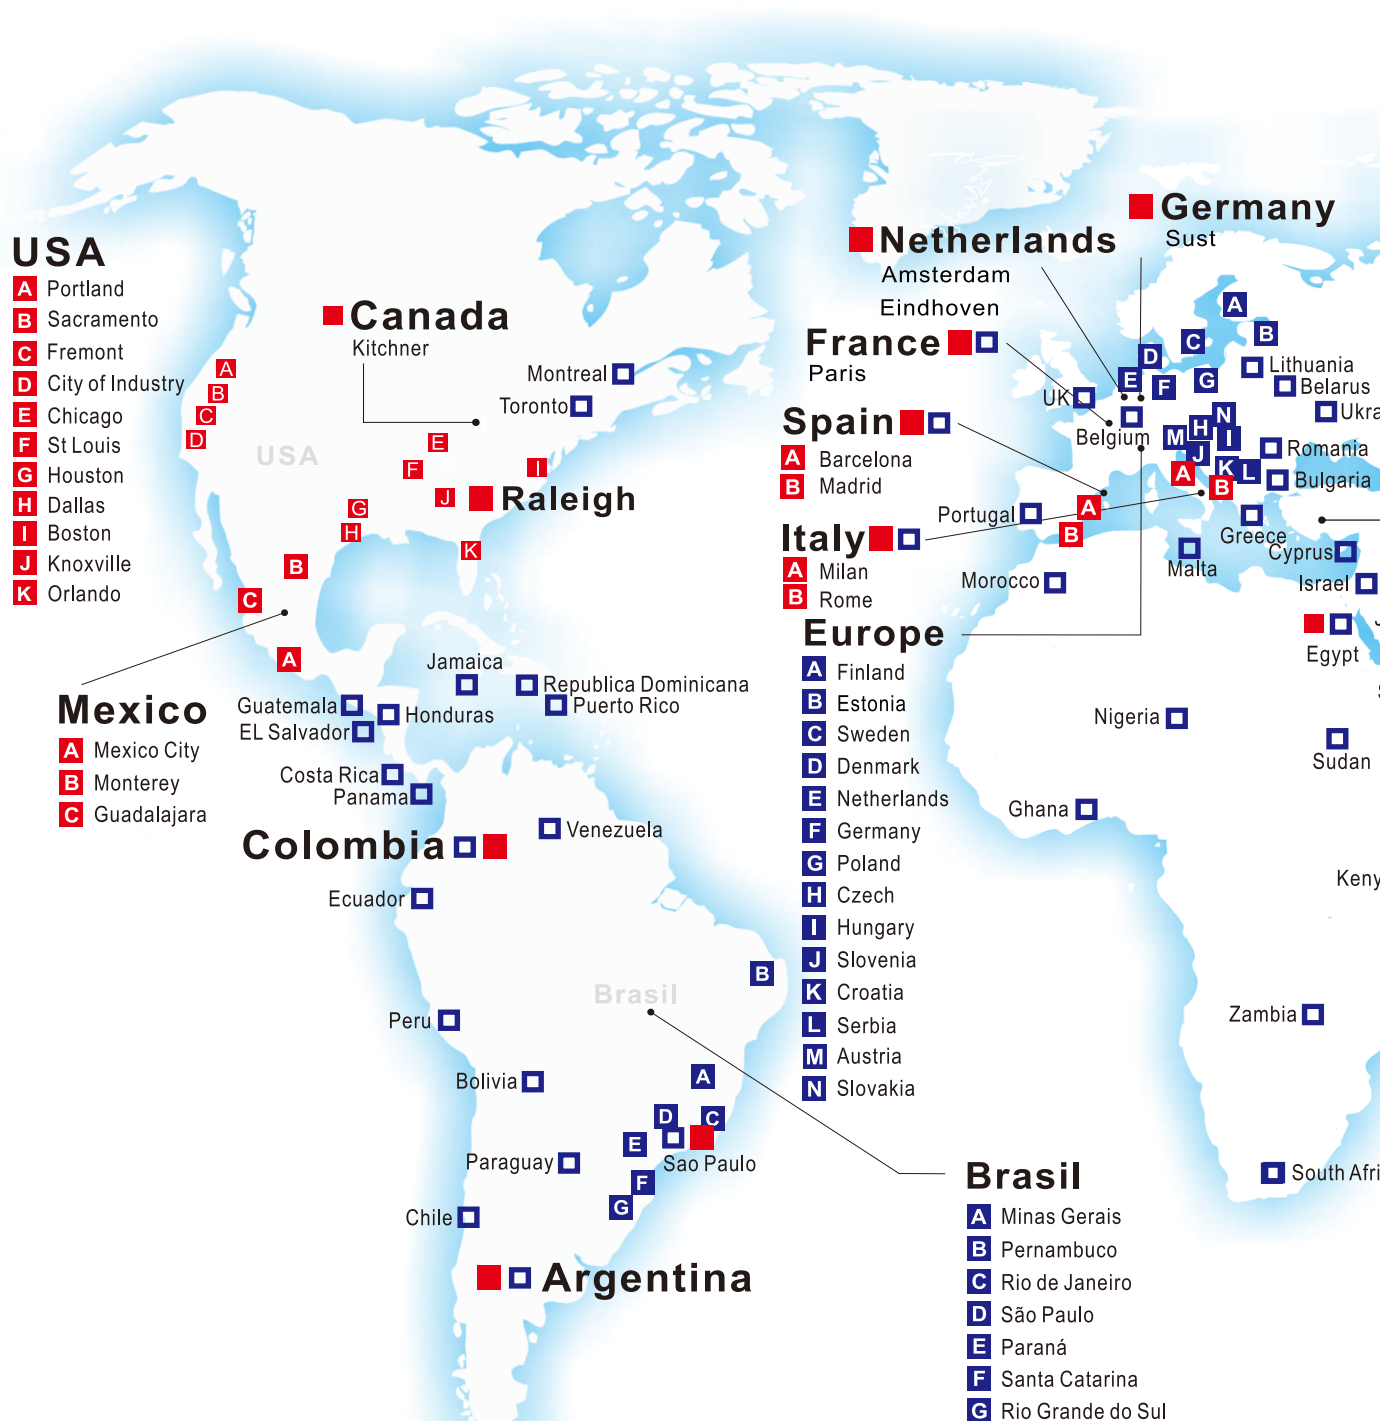 Germany
Sust
Netherlands
Amsterdam
Eindhoven
USA
A Portland
B Sacramento
C Fremont
D City of Industry
E Chicago
F St Louis
G Houston
H Dallas
I Boston
J Knoxville
K Orlando
Canada
Kitchner
Montreal
Toronto
A
B
C
D
E
F
G
H
I
J
K
USA
Raleigh
France
Paris
Spain
A Barcelona
B Madrid
Italy
A Milan
B Rome
A
B
C
D
E
F
G
H
I
J
K
L
M
N
A
B
A
B
UK
Belgium
Lithuania
Belarus
Ukra
Romania
Bulgaria
Portugal
Greece
Cyprus
Malta
Israel
Morocco
Egypt
B
C
A
Mexico
A Mexico City
B Monterey
C Guadalajara
Jamaica
Republica Dominicana
Puerto Rico
Guatemala
Honduras
EL Salvador
Costa Rica
Panama
Colombia
Venezuela
Ecuador
Europe
A Finland
B Estonia
C Sweden
D Denmark
E Netherlands
F Germany
G Poland
H Czech
I Hungary
J Slovenia
K Croatia
L Serbia
M Austria
N Slovakia
Nigeria
Sudan
Ghana
Keny
Zambia
South Afri
Brasil
B
A
D
C
E
F
G
Peru
Bolivia
Sao Paulo
Paraguay
Chile
Argentina
Brasil
A Minas Gerais
B Pernambuco
C Rio de Janeiro
D São Paulo
E Paraná
F Santa Catarina
G Rio Grande do Sul